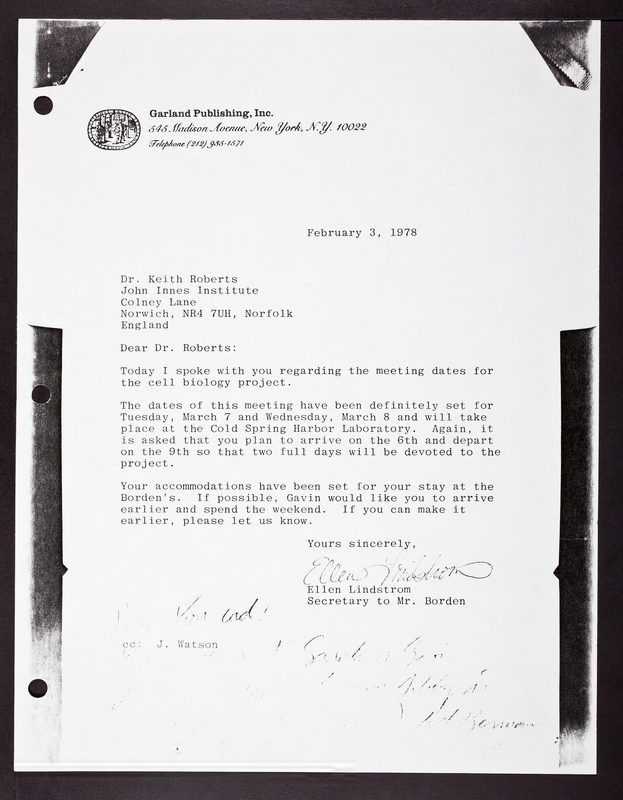 Garland Publishing, Inc.
545 Madison Avenue, New York, N.Y. 10022
Telephone (212) 935-1571
February 3, 1978
Dr. Keith Roberts
John Innes Institute
Colney Lane
Norwich, NR4 7UH, Norfolk
England
Dear Dr. Roberts:
Today I spoke with you regarding the meeting dates for
the cell biology project.
The dates of this meeting have been definitely set for
Tuesday, March 7 and Wednesday, March 8 and will take
place at the Cold Spring Harbor Laboratory.  Again, it
is asked that you plan to arrive on the 6th and depart
on the 9th so that two full days will be devoted to the
project.
Your accommodations have been set for your stay at the
Borden's.  If possible, Gavin would like you to arrive
earlier and spend the weekend.  If you can make it
earlier, please let us know.
Yours sincerely,
Ellen Lindstrom
Ellen Lindstrom
Secretary to Mr. Borden
cc:  J. Watson